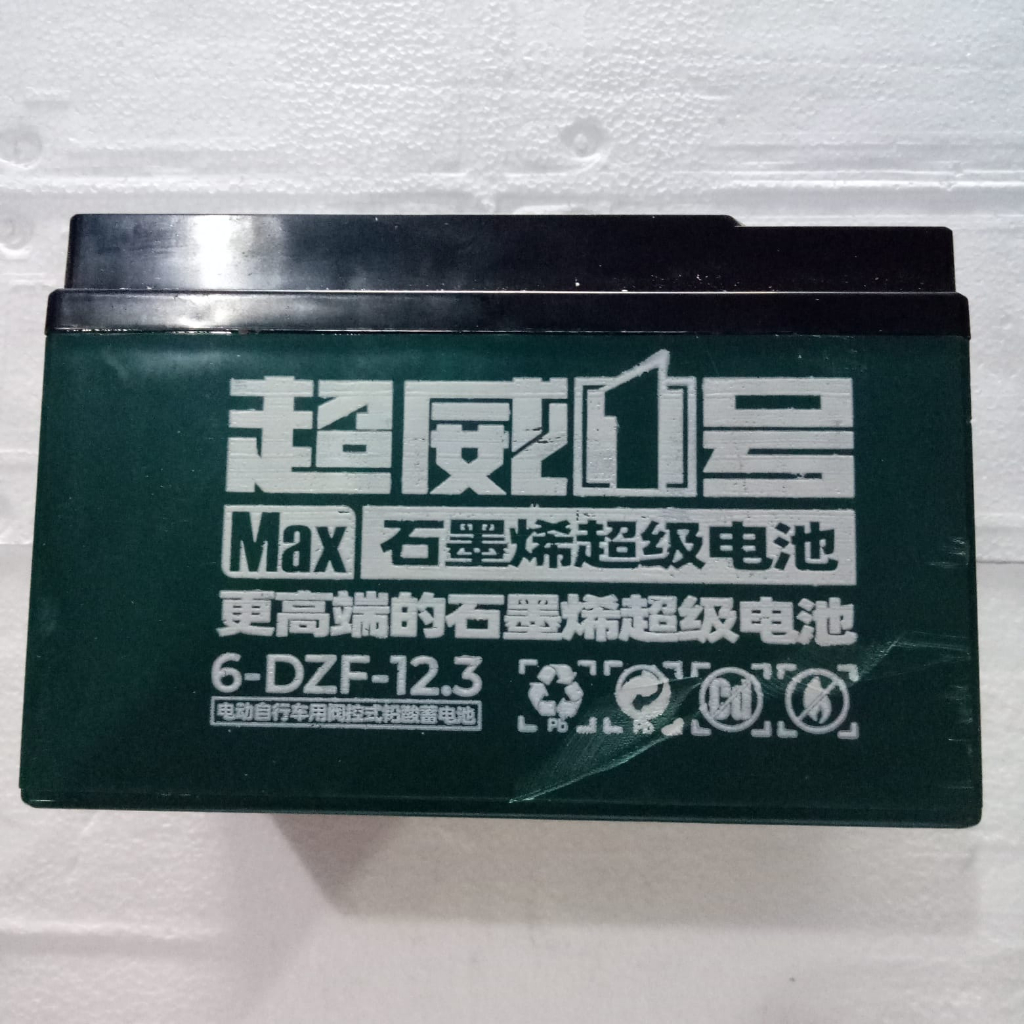 超威1号
Max 石墨烯超级电池
更高端的石墨烯超级电池
6-DZF-12.3
电动自行车用阀控式铅酸蓄电池
Pb Pb Cd